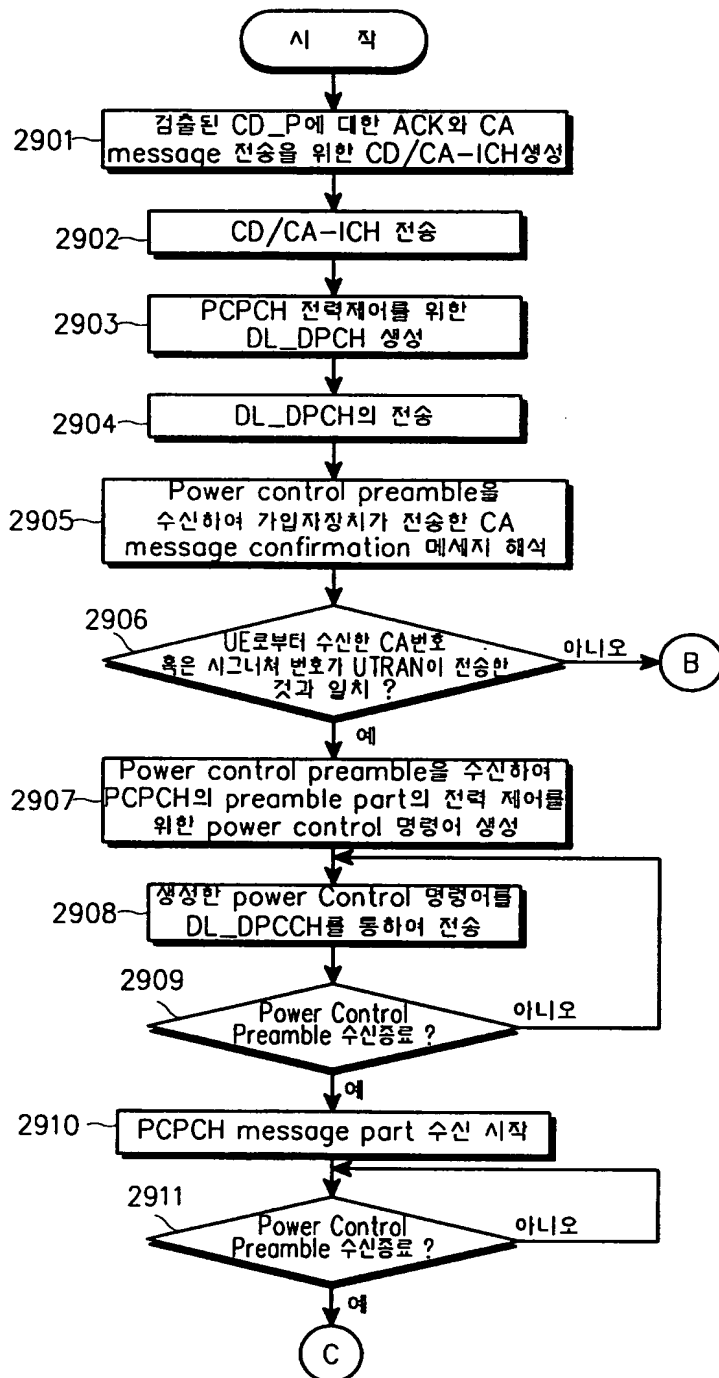 시 작
2901
검출된 CD_P에 대한 ACK와 CA
message 전송을 위한 CD/CA-ICH생성
2902
CD/CA-ICH 전송
2903
PCPCH 전력제어를 위한
DL_DPCH 생성
2904
DL_DPCH의 전송
2905
Power control preamble을
수신하여 가입자장치가 전송한 CA
message confirmation 메세지 해석
2906
UE로부터 수신한 CA번호
혹은 시그너쳐 번호가 UTRAN이 전송한
것과 일치 ?
아니오
B
예
2907
Power control preamble을 수신하여
PCPCH의 preamble part의 전력 제어를
위한 power control 명령어 생성
2908
생성한 power Control 명령어를
DL_DPCCH를 통하여 전송
2909
Power Control
Preamble 수신종료 ?
아니오
예
2910
PCPCH message part 수신 시작
2911
Power Control
Preamble 수신종료 ?
아니오
예
C